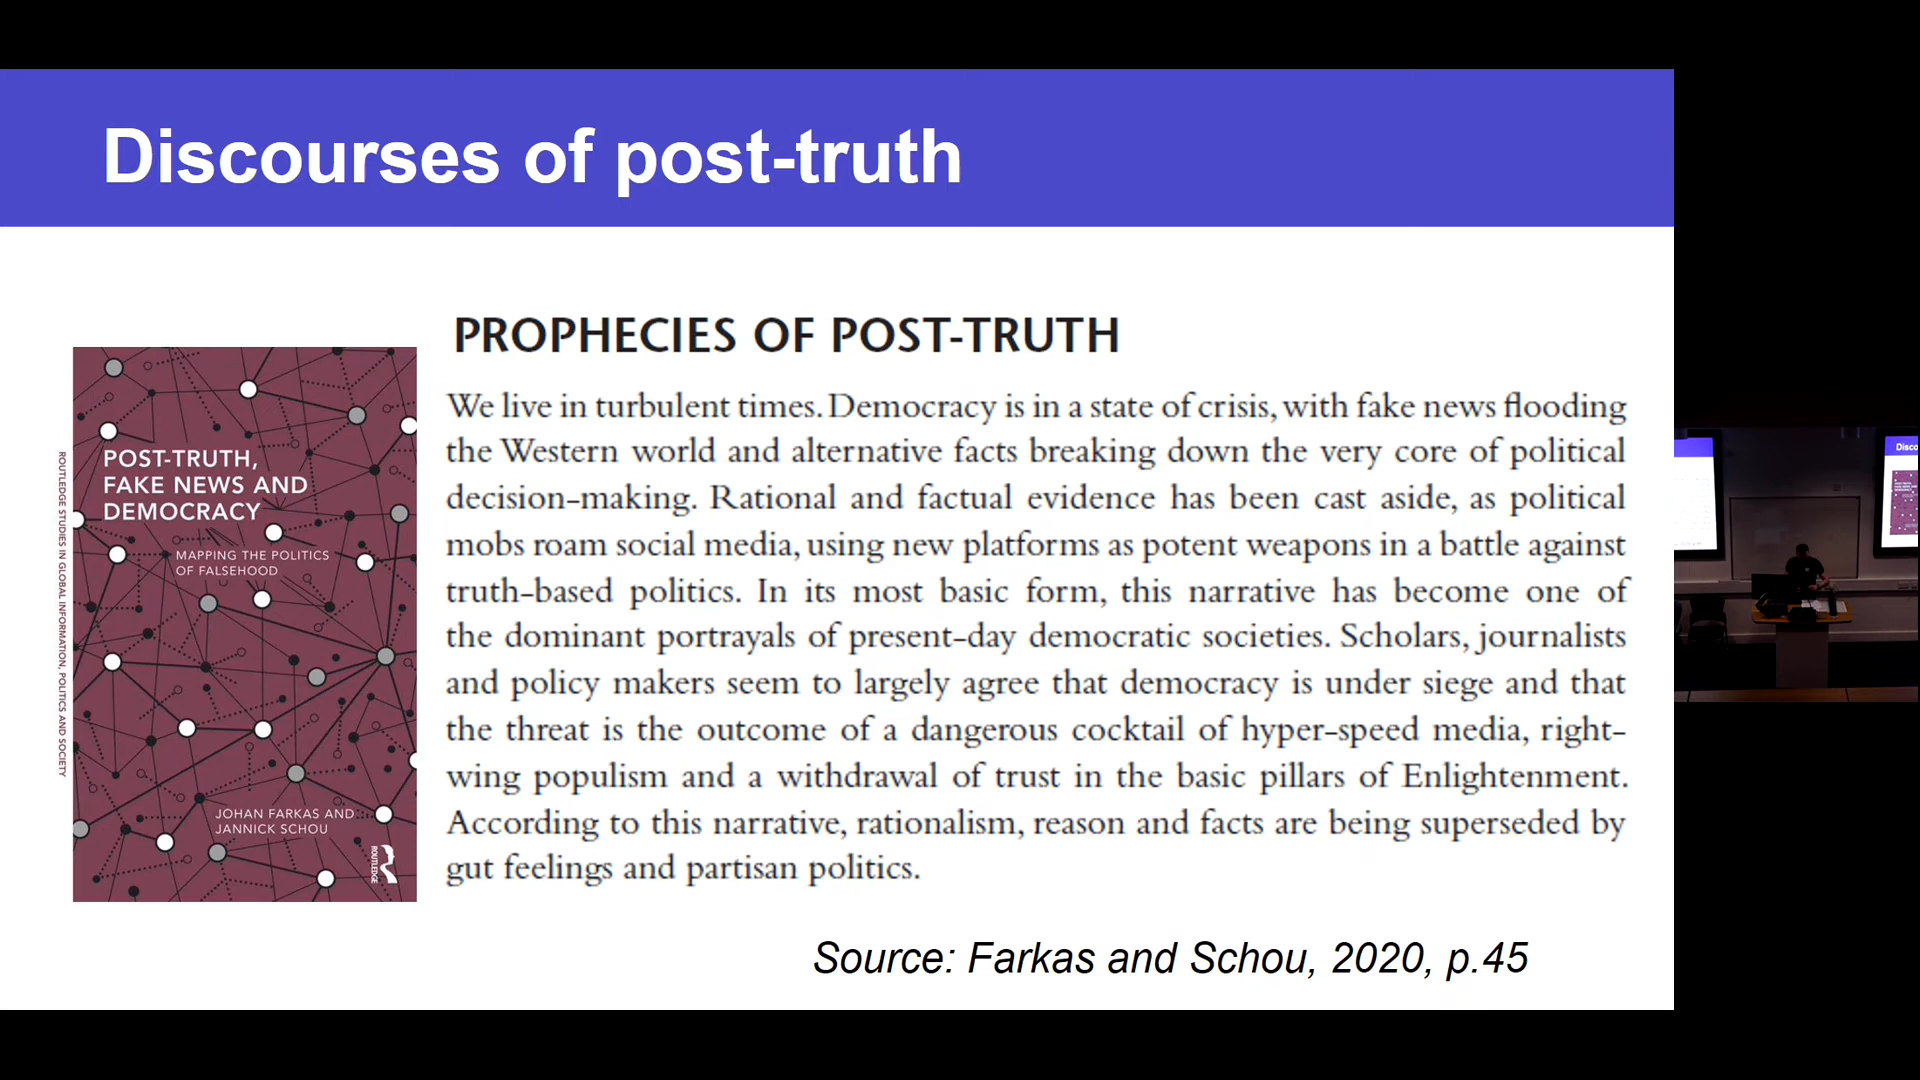 Discourses of post-truth
PROPHECIES OF POST-TRUTH
We live in turbulent times. Democracy is in a state of crisis, with fake news flooding
the Western world and alternative facts breaking down the very core of political
decision-making. Rational and factual evidence has been cast aside, as political
mobs roam social media, using new platforms as potent weapons in a battle against
truth-based politics. In its most basic form, this narrative has become one of
the dominant portrayals of present-day democratic societies. Scholars, journalists
and policy makers seem to largely agree that democracy is under siege and that
the threat is the outcome of a dangerous cocktail of hyper-speed media, right-
wing populism and a withdrawal of trust in the basic pillars of Enlightenment.
According to this narrative, rationalism, reason and facts are being superseded by
gut feelings and partisan politics.
Source: Farkas and Schou, 2020, p.45
ROUTLEDGE STUDIES IN GLOBAL INFORMATION, POLITICS AND SOCIETY
POST-TRUTH,
FAKE NEWS AND
DEMOCRACY
MAPPING THE POLITICS
OF FALSEHOOD
JOHAN FARKAS AND
JANNICK SCHOU
ROUTLEDGE
Disco